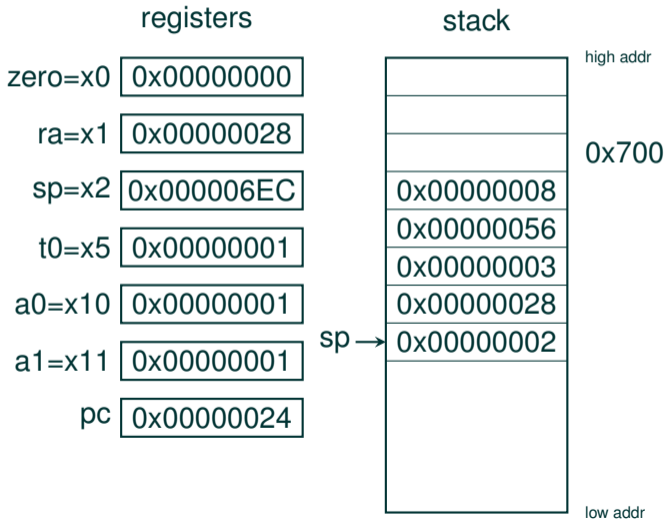 registers
zero=x0 0x00000000
ra=x1 0x00000028
sp=x2 0x000006EC
t0=x5 0x00000001
a0=x10 0x00000001
a1=x11 0x00000001
pc 0x00000024
stack
high addr
0x700
0x00000008
0x00000056
0x00000003
0x00000028
sp 0x00000002
low addr